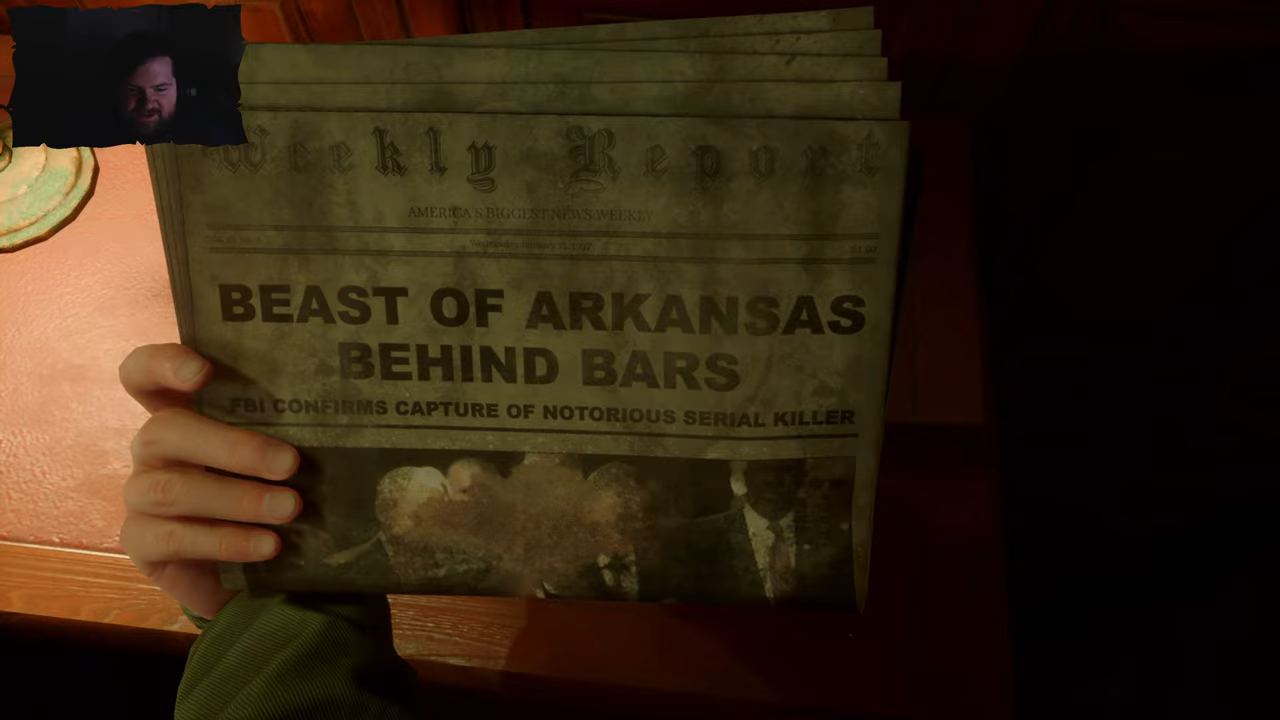 Weekly Report
AMERICA'S BIGGEST NEWS WEEKLY
BEAST OF ARKANSAS
BEHIND BARS
FBI CONFIRMS CAPTURE OF NOTORIOUS SERIAL KILLER